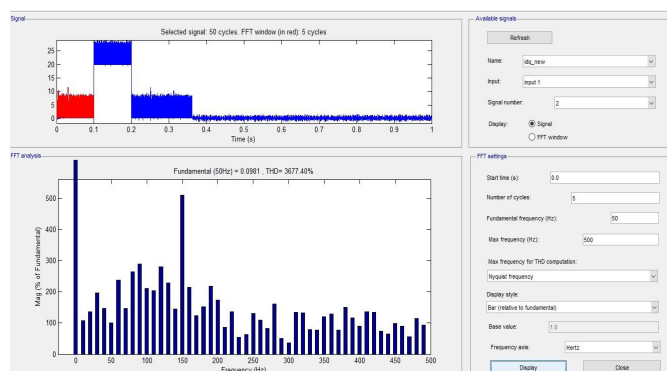 Signal
Selected signal: 50 cycles. FFT window (in red): 5 cycles
25
20
15
10
5
0
0 0.1 0.2 0.3 0.4 0.5 0.6 0.7 0.8 0.9 1
Time (s)
FFT analysis
Fundamental (50Hz) = 0.0981 , THD= 3677.40%
Mag (% of Fundamental)
500
400
300
200
100
0
0 50 100 150 200 250 300 350 400 450 500
Frequency (Hz)
Available signals
Refresh
Name: idq_new
Input: input 1
Signal number: 2
Display: Signal
FFT window
FFT settings
Start time (s): 0.0
Number of cycles: 5
Fundamental frequency (Hz): 50
Max frequency (Hz): 500
Max frequency for THD computation:
Nyquist frequency
Display style:
Bar (relative to fundamental)
Base value: 1.0
Frequency axis: Hertz
Display Close